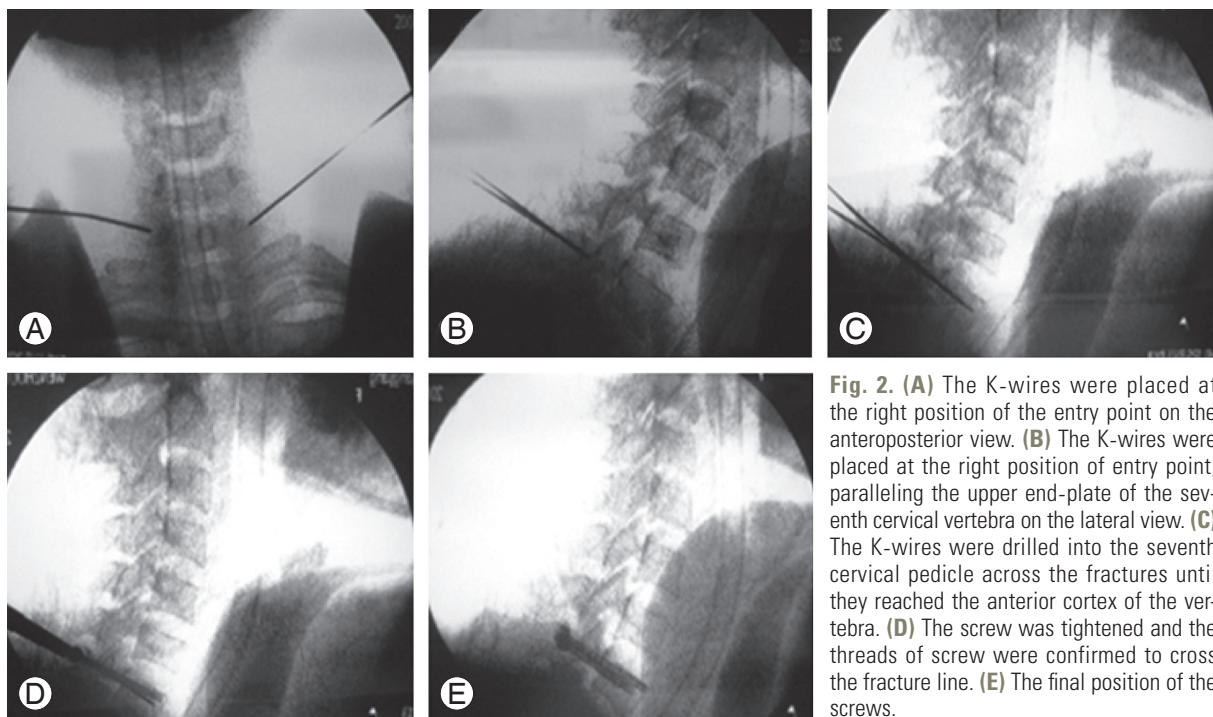 A
B
C
D
E
Fig. 2. (A) The K-wires were placed at
the right position of the entry point on the
anteroposterior view. (B) The K-wires were
placed at the right position of entry point,
paralleling the upper end-plate of the sev-
enth cervical vertebra on the lateral view. (C)
The K-wires were drilled into the seventh
cervical pedicle across the fractures until
they reached the anterior cortex of the ver-
tebra. (D) The screw was tightened and the
threads of screw were confirmed to cross
the fracture line. (E) The final position of the
screws.